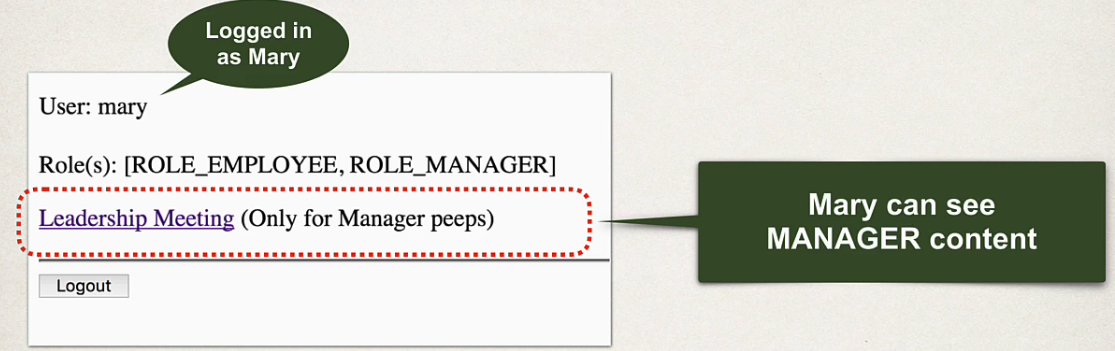 Logged in
as Mary
User: mary
Role(s): [ROLE_EMPLOYEE, ROLE_MANAGER]
Leadership Meeting (Only for Manager peeps)
Mary can see
MANAGER content
Logout